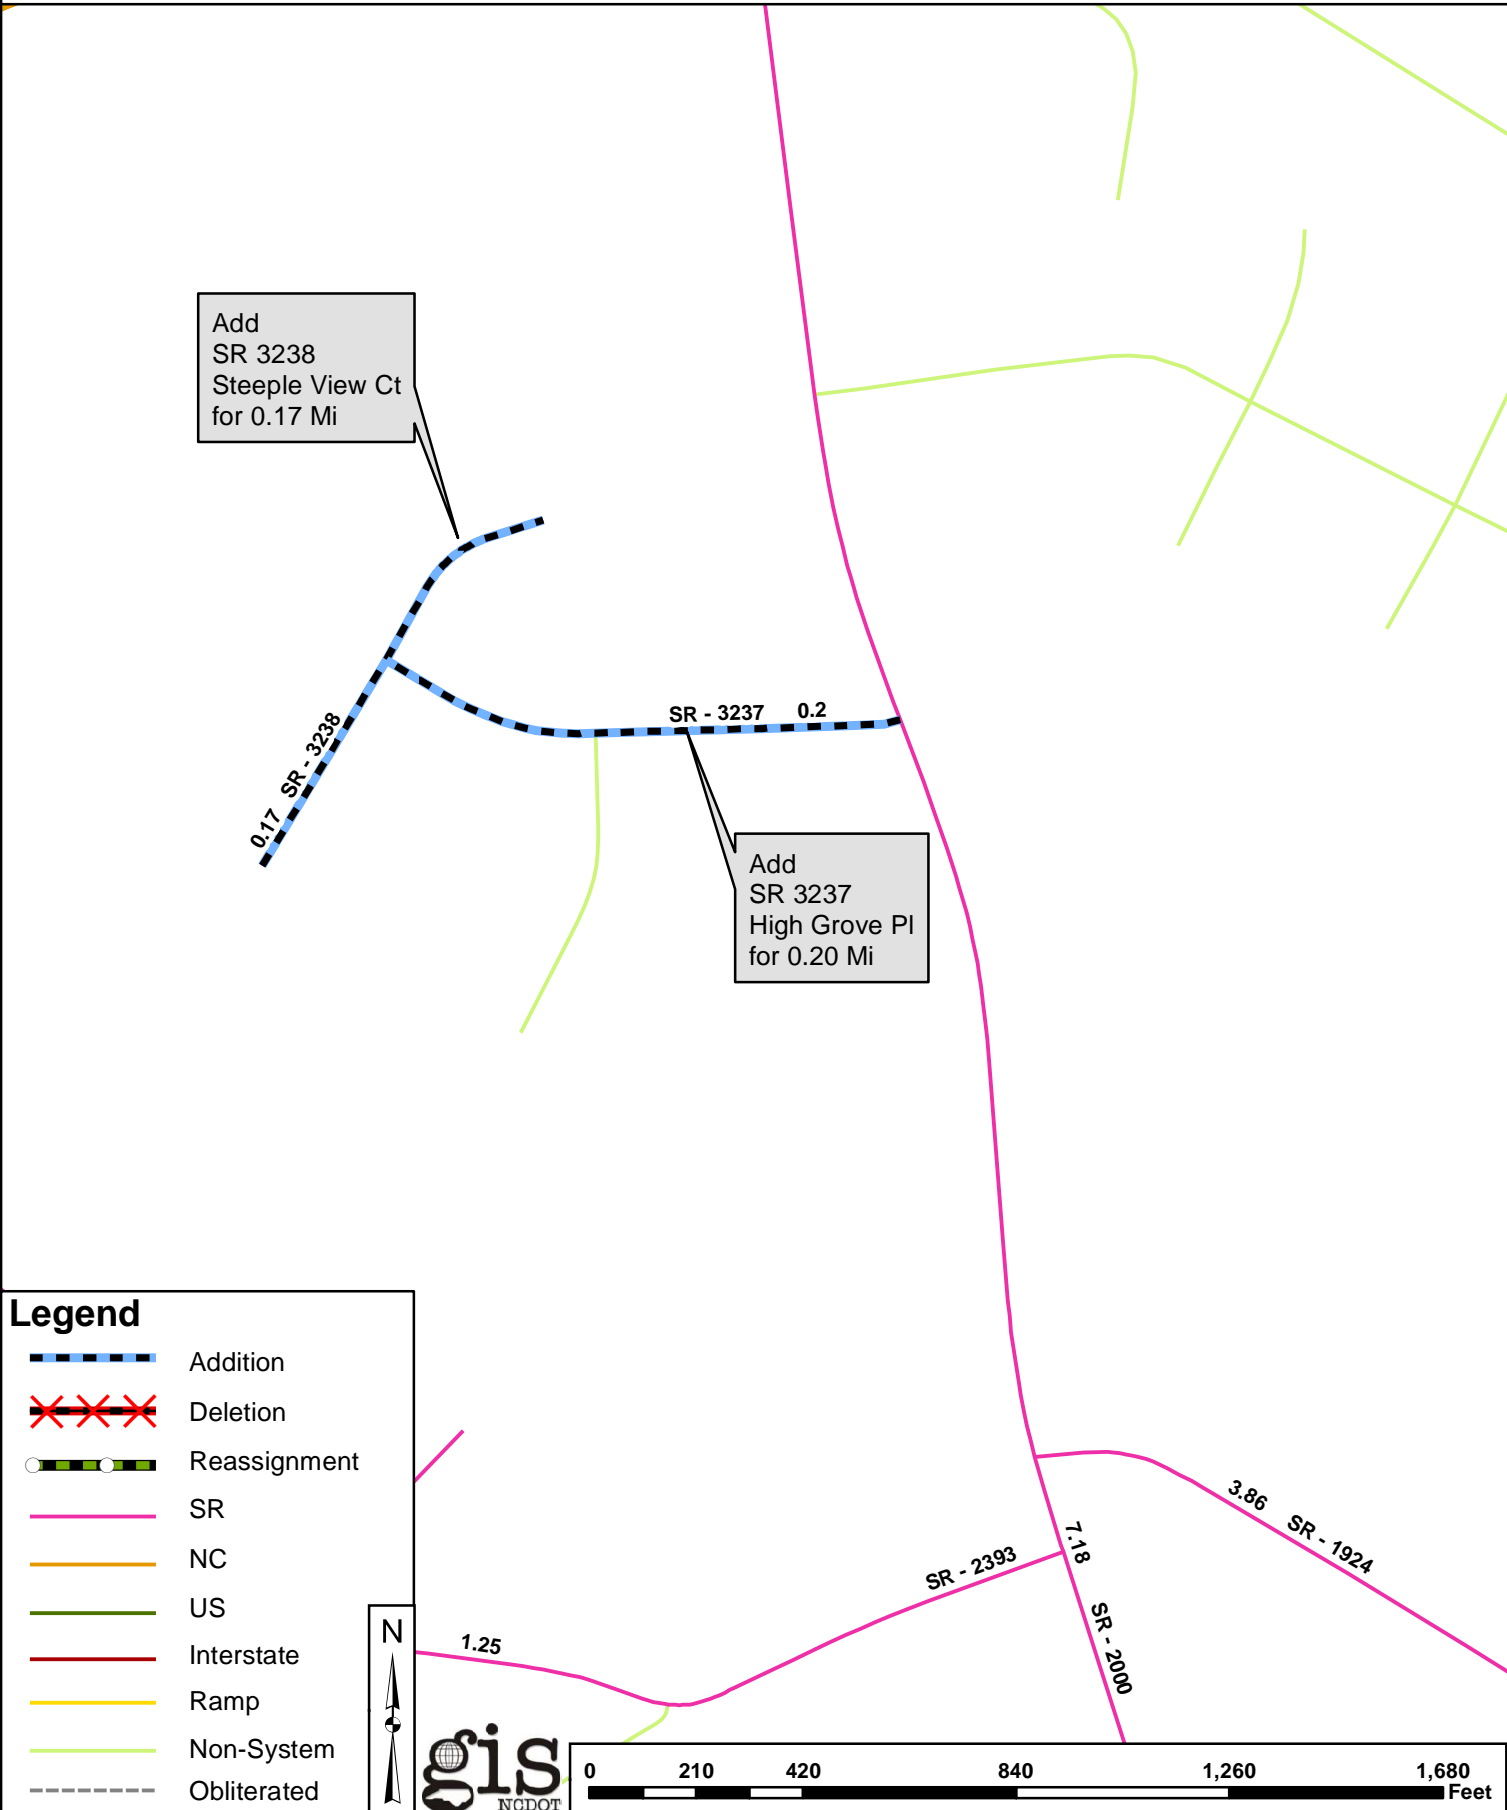 Add
SR 3238
Steeple View Ct
for 0.17 Mi
SR - 3237 0.2
0.17 SR - 3238
Add
SR 3237
High Grove Pl
for 0.20 Mi
Legend
Addition
Deletion
Reassignment
SR
NC
US
Interstate
Ramp
Non-System
Obliterated
3.86 SR - 1924
7.18 SR - 2000
SR - 2393
1.25
N
gis
NCDOT
0 210 420 840 1,260 1,680
Feet